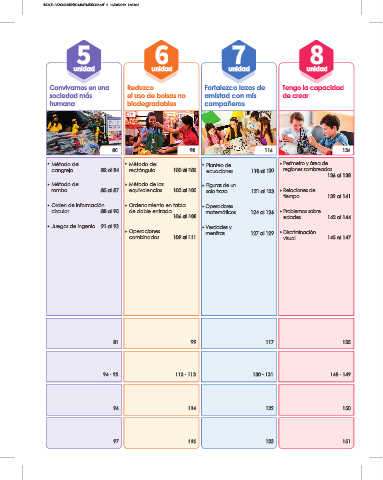 5
unidad
Convivamos en una
sociedad más
humana
80
• Método del
cangrejo 82 al 84
• Método de
rombo 85 al 87
• Orden de información
circular 88 al 90
• Juegos de ingenio 91 al 93
81
94 - 95
96
97
6
unidad
Reduzco
el uso de bolsas no
biodegradables
98
• Método del
rectángulo 100 al 102
• Método de las
equivalencias 103 al 105
• Ordenamiento en tabla
de doble entrada
106 al 108
• Operaciones
combinadas 109 al 111
99
112 - 113
114
115
7
unidad
Fortalezco lazos de
amistad con mis
compañeros
116
• Planteo de
ecuaciones 118 al 120
• Figuras de un
solo trazo 121 al 123
• Operadores
matemáticos 124 al 126
• Verdades y
mentiras 127 al 129
117
130 - 131
132
133
8
unidad
Tengo la capacidad
de crear
134
• Perímetro y área de
regiones sombreadas
136 al 138
• Relaciones de
tiempo 139 al 141
• Problemas sobre
edades 142 al 144
• Discriminación
visual 145 al 147
135
148 - 149
150
151